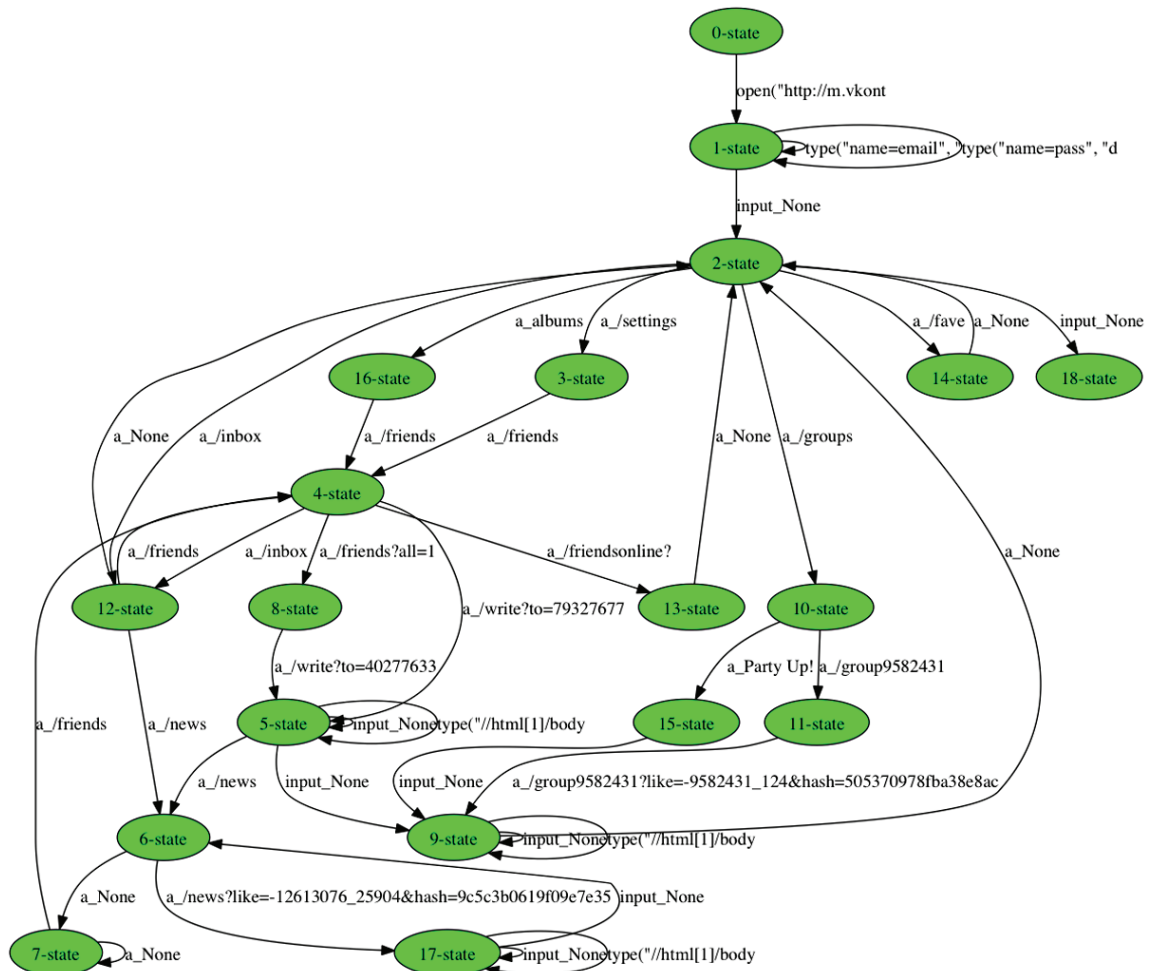 0-state
open("http://m.vkont
1-state
type("name=email", "type("name=pass", "d
input_None
2-state
a_albums
a_/settings
a_/fave
a_None
input_None
16-state
3-state
14-state
18-state
a_None
a_/inbox
a_/friends
a_/friends
a_None
a_/groups
4-state
a_/friends
a_/inbox
a_/friends?all=1
a_/friendsonline?
a_None
12-state
8-state
a_/write?to=79327677
13-state
10-state
a_/write?to=40277633
a_Party Up!
a_/group9582431
a_/friends
a_/news
5-state
input_None
type("//html[1]/body
15-state
11-state
a_/news
input_None
input_None
a_/group9582431?like=-9582431_124&hash=505370978fba38e8ac
6-state
9-state
input_None
type("//html[1]/body
a_None
a_/news?like=-12613076_25904&hash=9c5c3b0619f09e7e35
input_None
7-state
a_None
17-state
input_None
type("//html[1]/body